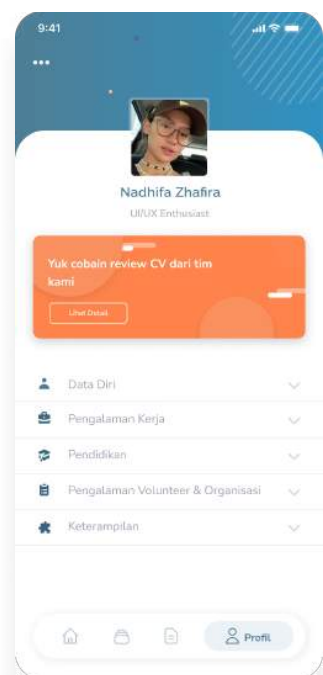 9:41
Nadhifa Zhafira
UI/UX Enthusiast
Yuk cobain review CV dari tim
kami
Lihat Detail
Data Diri
Pengalaman Kerja
Pendidikan
Pengalaman Volunteer & Organisasi
Keterampilan
Profil